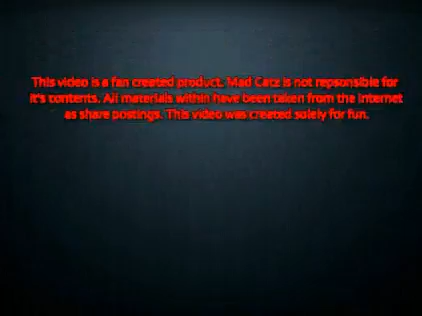 This video is a fan created product. Mad Catz is not repsonsible for
it's contents. All materials within have been taken from the internet
as share postings. This video was created solely for fun.